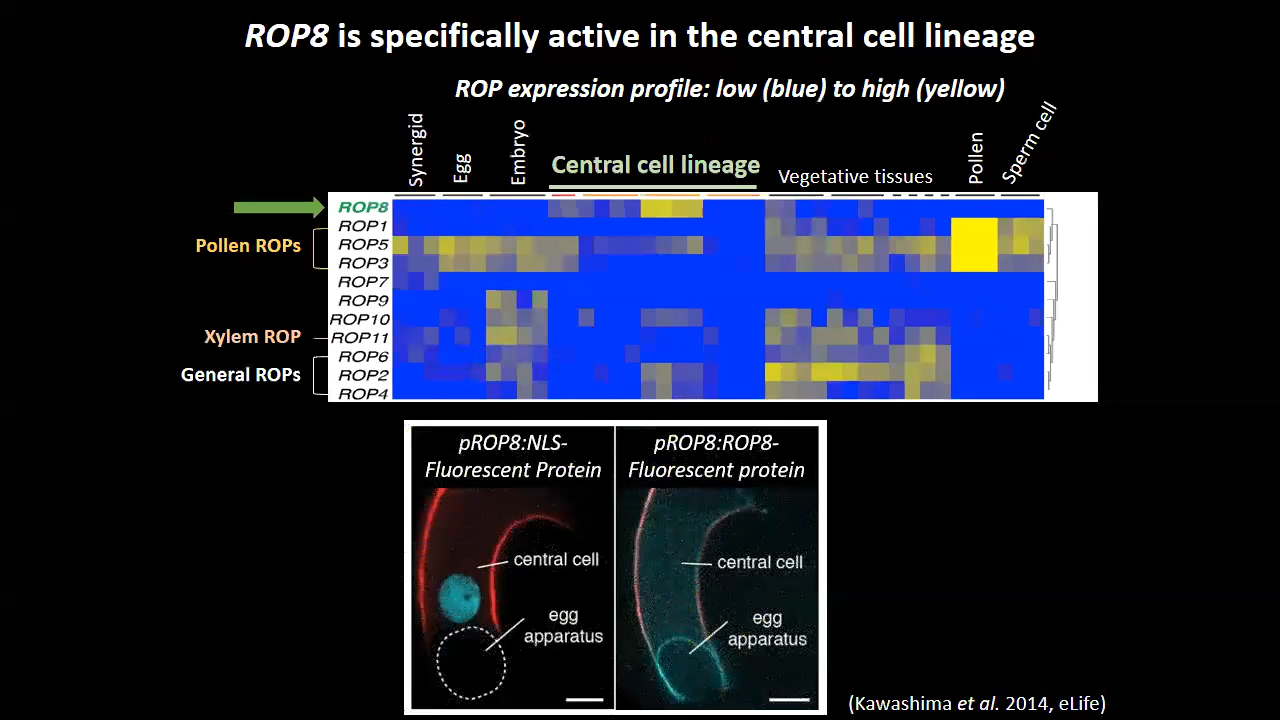 ROP8 is specifically active in the central cell lineage
ROP expression profile: low (blue) to high (yellow)
Synergid
Egg
Embryo
Central cell lineage
Vegetative tissues
Pollen
Sperm cell
ROP8
ROP1
Pollen ROPs
ROP5
ROP3
ROP7
ROP9
ROP10
Xylem ROP
ROP11
ROP6
General ROPs
ROP2
ROP4
pROP8:NLS-
Fluorescent Protein
central cell
egg
apparatus
pROP8:ROP8-
Fluorescent protein
central cell
egg
apparatus
(Kawashima et al. 2014, eLife)